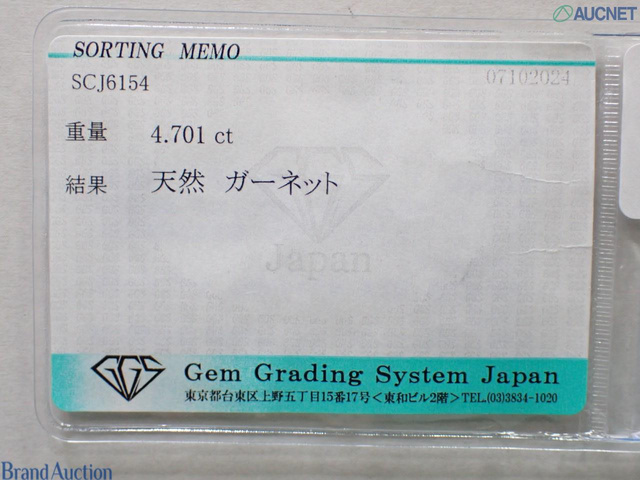 AUCNET
SORTING MEMO
SCJ6154
07102024
重量 4.701 ct
結果 天然 ガーネット
Japan
GGS
Gem Grading System Japan
東京都台東区上野五丁目15番17号＜東和ビル2階＞TEL.(03)3834-1020
Brand Auction